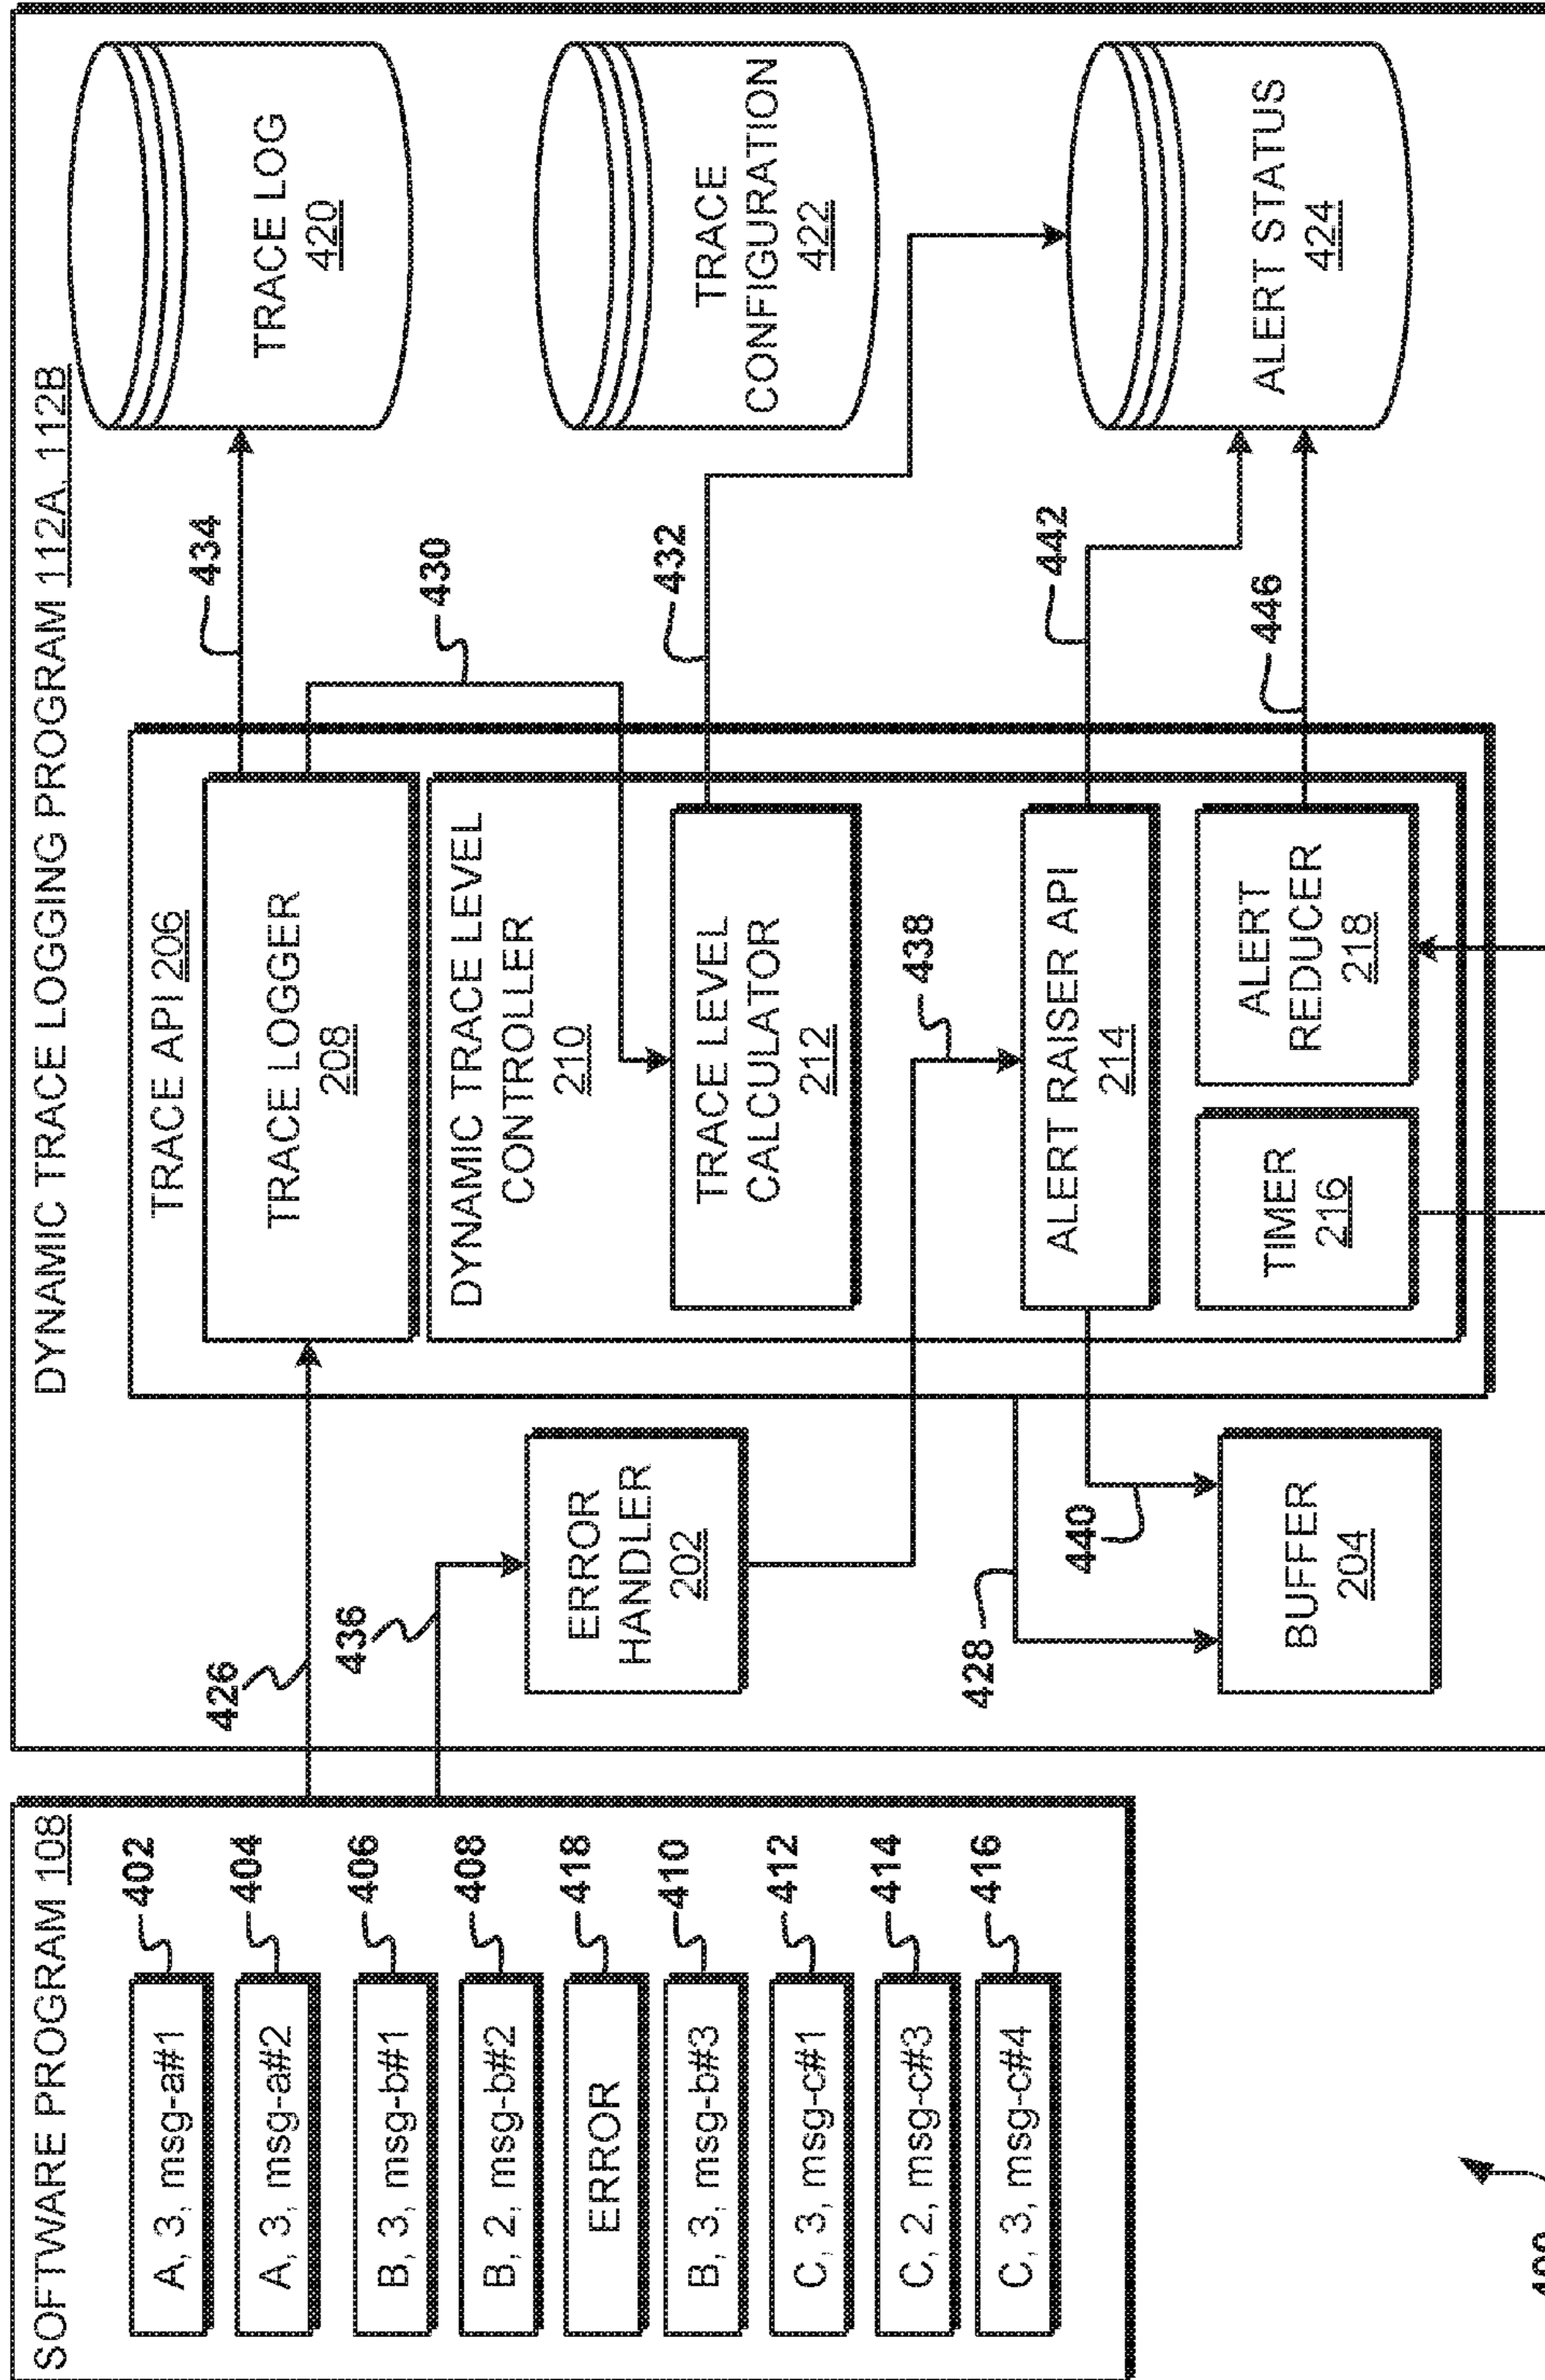 SOFTWARE PROGRAM 108
A, 3, msg-a#1
402
A, 3, msg-a#2
404
B, 3, msg-b#1
406
B, 2, msg-b#2
408
ERROR
418
B, 3, msg-b#3
410
C, 3, msg-c#1
412
C, 2, msg-c#3
414
C, 3, msg-c#4
416
DYNAMIC TRACE LOGGING PROGRAM 112A, 112B
426
436
ERROR
HANDLER
202
428
440
BUFFER
204
TRACE API 206
TRACE LOGGER
208
DYNAMIC TRACE LEVEL
CONTROLLER
210
TRACE LEVEL
CALCULATOR
212
438
ALERT RAISER API
214
TIMER
216
ALERT
REDUCER
218
434
430
432
442
446
TRACE LOG
420
TRACE
CONFIGURATION
422
ALERT STATUS
424